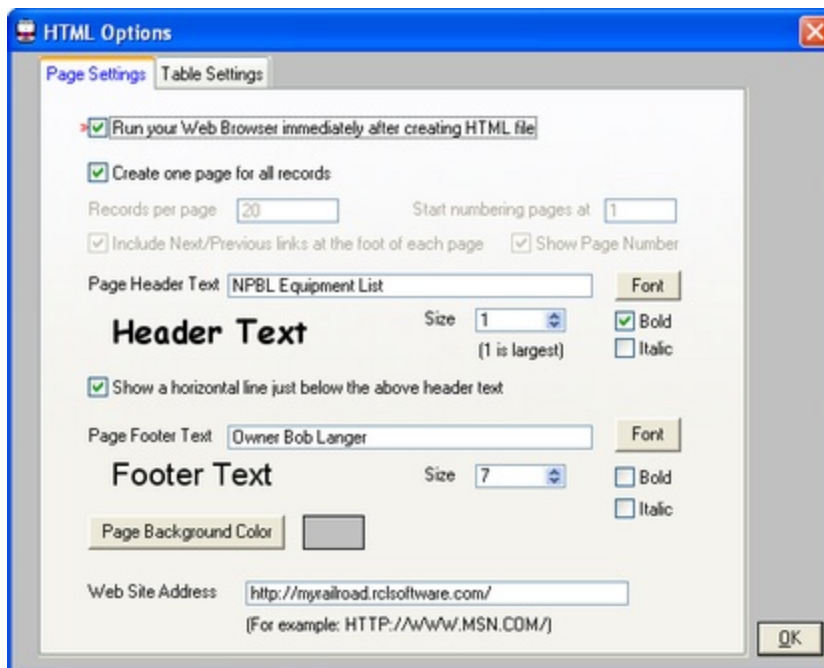 HTML Options
Page Settings Table Settings
Run your Web Browser immediately after creating HTML file
Create one page for all records
Records per page 20 Start numbering pages at 1
Include Next/Previous links at the foot of each page Show Page Number
Page Header Text NPBL Equipment List Font
Header Text Size 1 Bold
(1 is largest) Italic
Show a horizontal line just below the above header text
Page Footer Text Owner Bob Langer Font
Footer Text Size 7 Bold
Italic
Page Background Color
Web Site Address http://myrailroad.rclsoftware.com/
(For example: HTTP://WWW.MSN.COM/)
OK